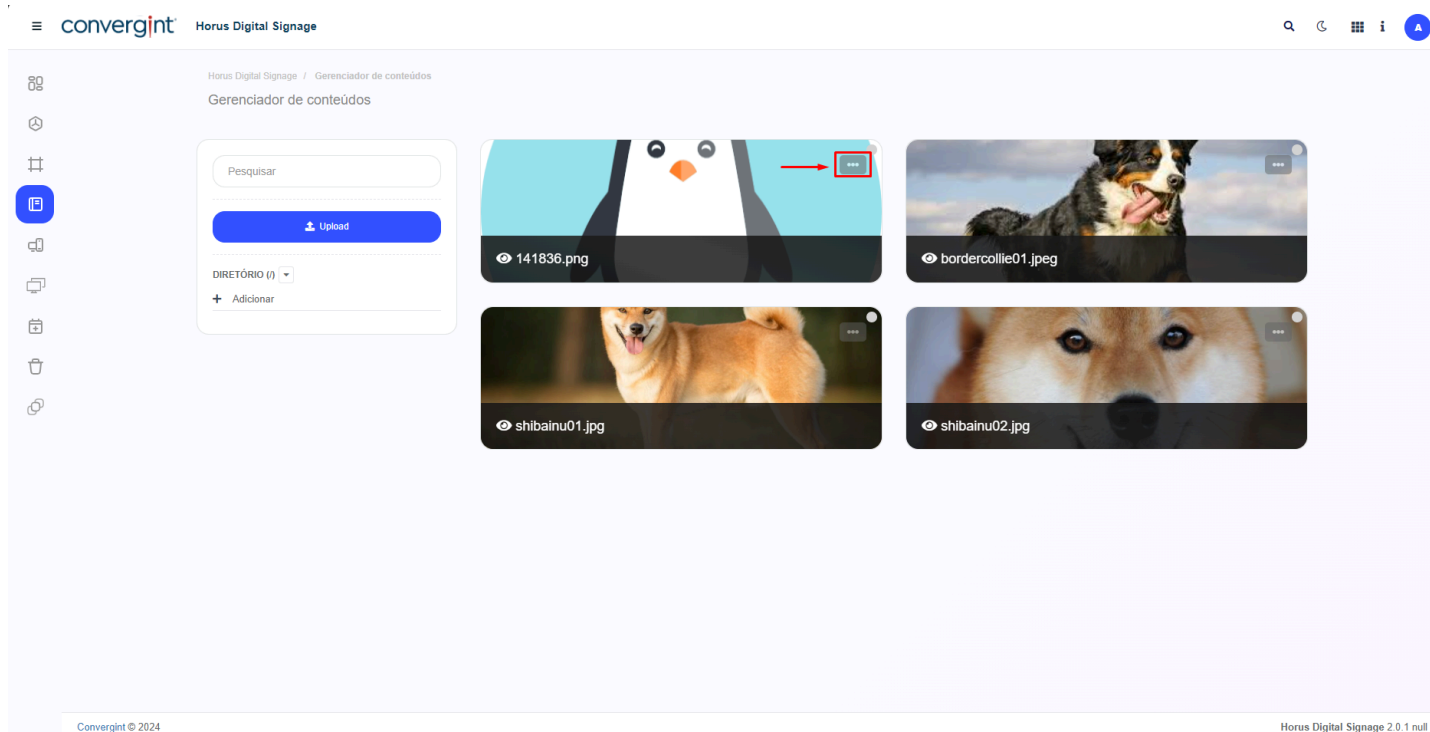 convergint Horus Digital Signage
A
Horus Digital Signage / Gerenciador de conteúdos
Gerenciador de conteúdos
Pesquisar
Upload
DIRETÓRIO (/)
+ Adicionar
141836.png
bordercollie01.jpeg
shibainu01.jpg
shibainu02.jpg
Convergint © 2024
Horus Digital Signage 2.0.1 null